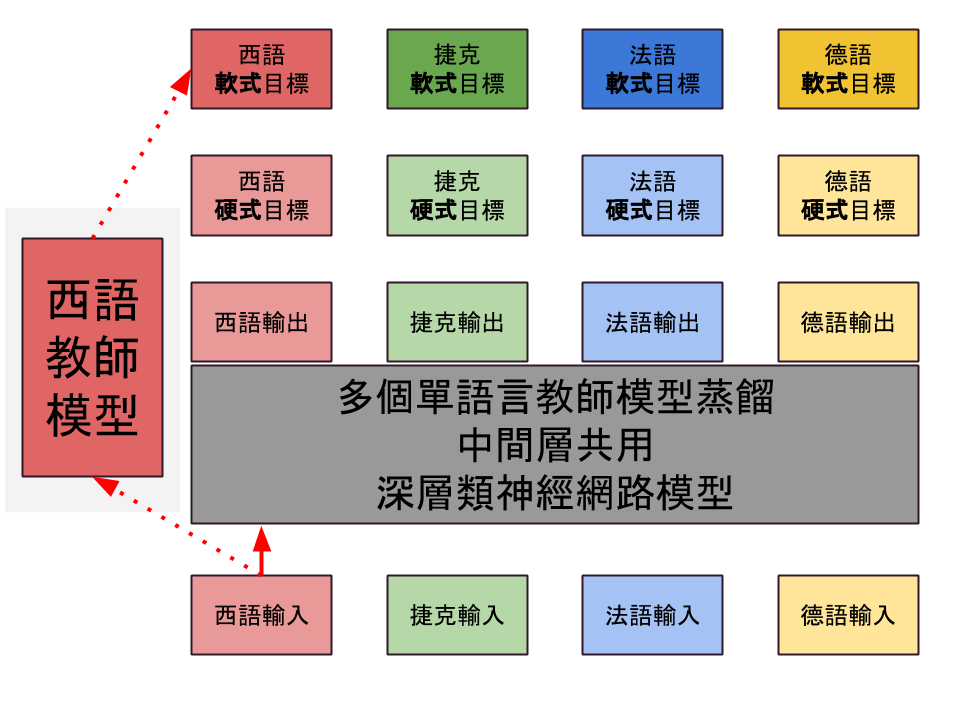 西語
軟式目標
捷克
軟式目標
法語
軟式目標
德語
軟式目標
西語
硬式目標
捷克
硬式目標
法語
硬式目標
德語
硬式目標
西語
教師
模型
西語輸出
捷克輸出
法語輸出
德語輸出
多個單語言教師模型蒸餾
中間層共用
深層類神經網路模型
西語輸入
捷克輸入
法語輸入
德語輸入